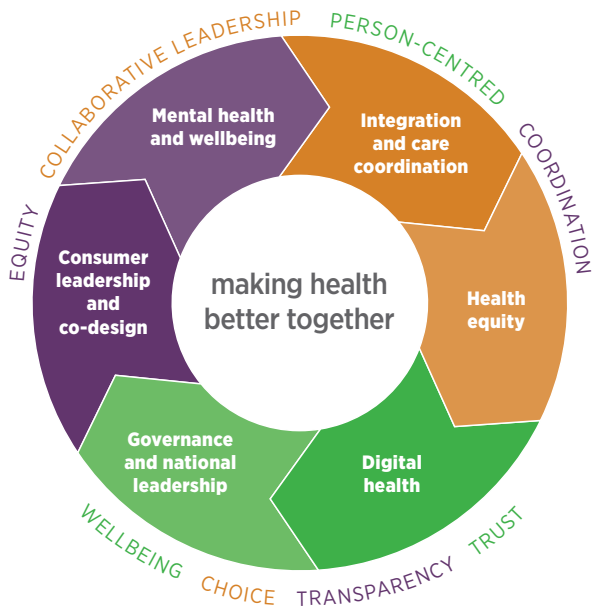 COLLABORATIVE LEADERSHIP
PERSON-CENTRED
COORDINATION
TRUST
TRANSPARENCY
CHOICE
WELLBEING
EQUITY
Mental health
and wellbeing
Integration
and care
coordination
Health
equity
Digital
health
Governance
and national
leadership
Consumer
leadership
and
co-design
making health
better together